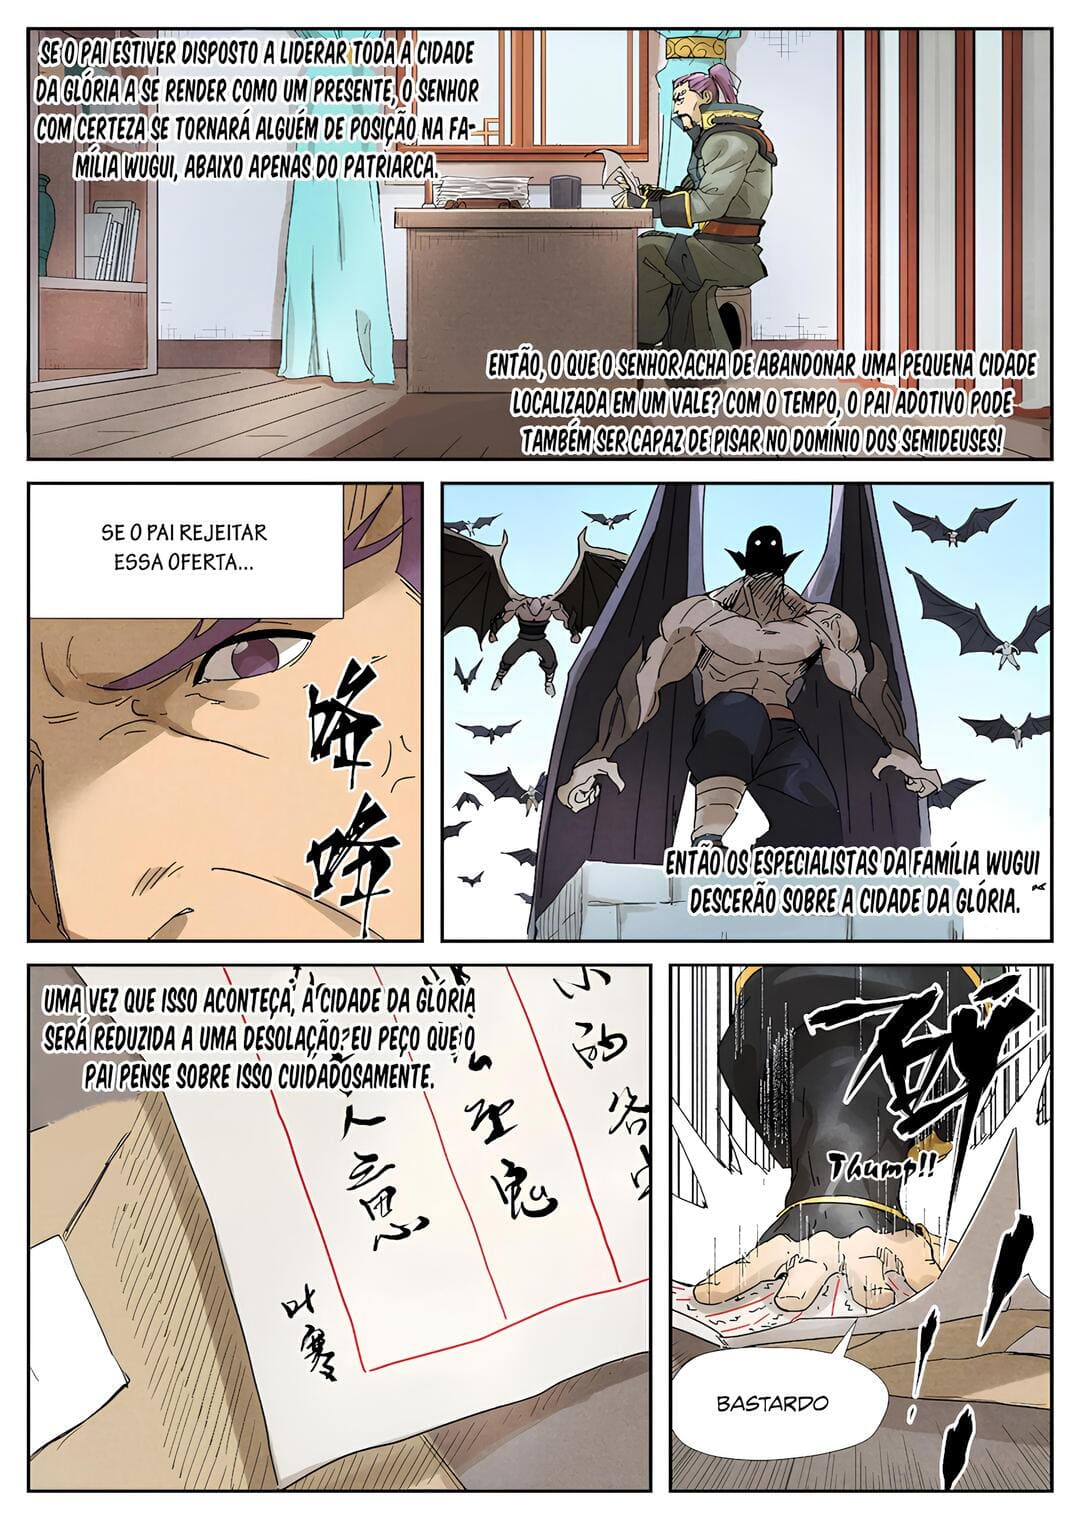 SE O PAI ESTIVER DISPOSTO A LIDERAR TODA A CIDADE
DA GLÓRIA A SE RENDER COMO UM PRESENTE, O SENHOR
COM CERTEZA SE TORNARÁ ALGUÉM DE POSIÇÃO NA FA-
MÍLIA WUGUI, ABAIXO APENAS DO PATRIARCA.
ENTÃO, O QUE O SENHOR ACHA DE ABANDONAR UMA PEQUENA CIDADE
LOCALIZADA EM UM VALE? COM O TEMPO, O PAI ADOTIVO PODE
TAMBÉM SER CAPAZ DE PISAR NO DOMÍNIO DOS SEMIDEUSES!
SE O PAI REJEITAR
ESSA OFERTA...
ENTÃO OS ESPECIALISTAS DA FAMÍLIA WUGUI
DESCERÃO SOBRE A CIDADE DA GLÓRIA.
UMA VEZ QUE ISSO ACONTEÇA, A CIDADE DA GLÓRIA
SERÁ REDUZIDA A UMA DESOLAÇÃO. EU PEÇO QUE O
PAI PENSE SOBRE ISSO CUIDADOSAMENTE.
小的
圣鬼
人意
叶寒
砰
Thump!!
BASTARDO